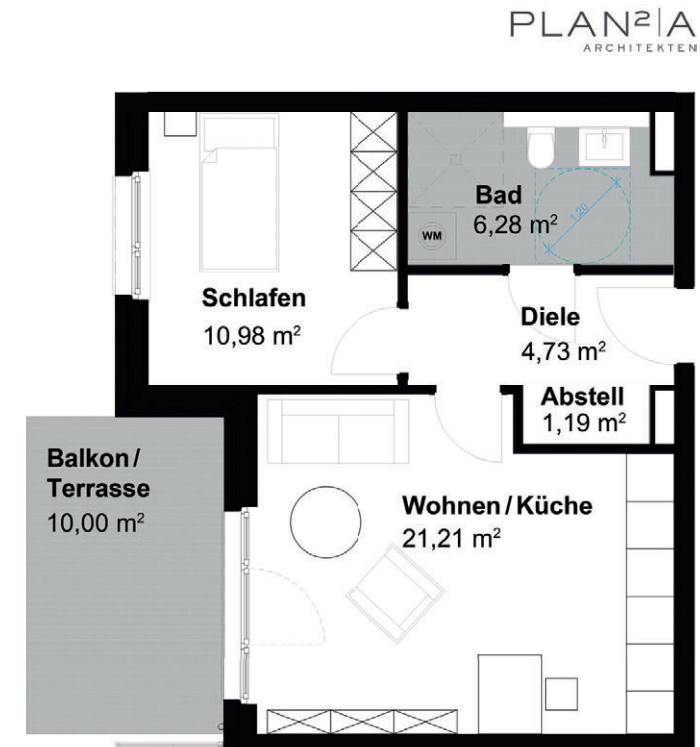 PLAN²|A
ARCHITEKTEN
Bad
6,28 m²
1.20
WM
Schlafen
10,98 m²
Diele
4,73 m²
Abstell
1,19 m²
Balkon/
Terrasse
10,00 m²
Wohnen/Küche
21,21 m²